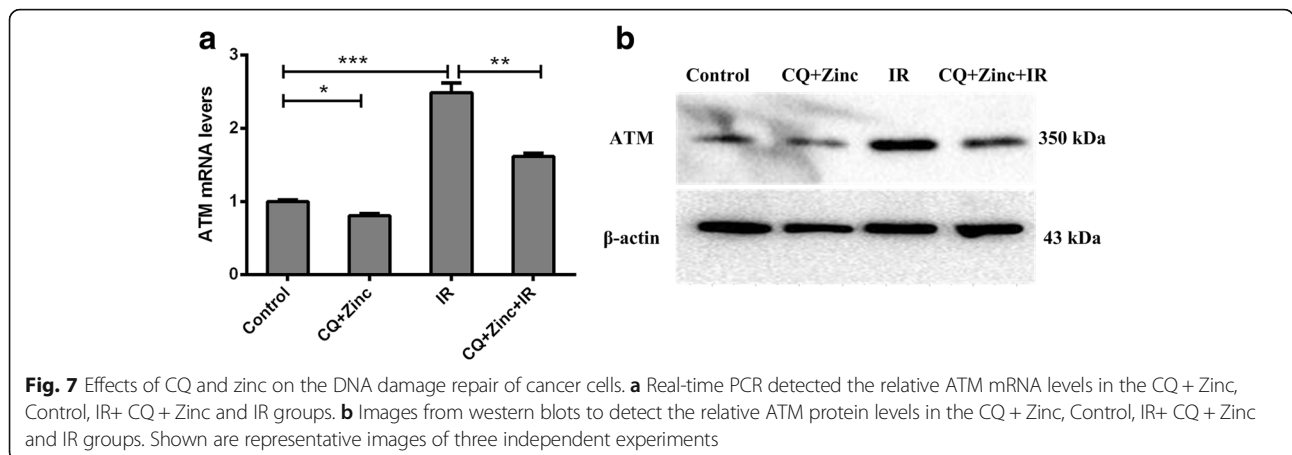 a
b
3
2
1
0
ATM mRNA levers
***
**
*
Control
CQ+Zinc
IR
CQ+Zinc+IR
Control CQ+Zinc IR CQ+Zinc+IR
ATM 350 kDa
β-actin 43 kDa
Fig. 7 Effects of CQ and zinc on the DNA damage repair of cancer cells. a Real-time PCR detected the relative ATM mRNA levels in the CQ + Zinc,
Control, IR+ CQ + Zinc and IR groups. b Images from western blots to detect the relative ATM protein levels in the CQ + Zinc, Control, IR+ CQ + Zinc
and IR groups. Shown are representative images of three independent experiments